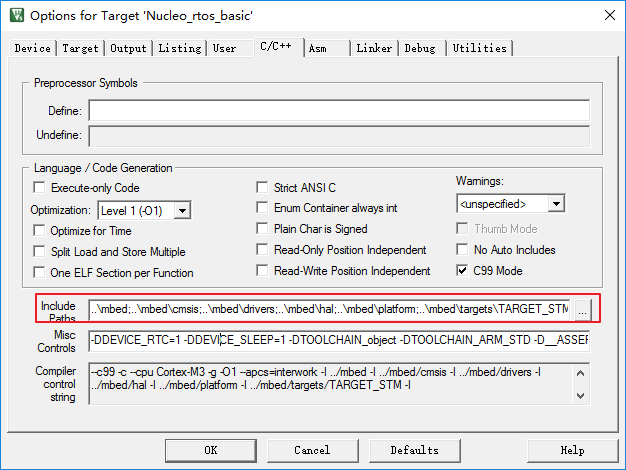 Options for Target 'Nucleo_rtos_basic'
Device Target Output Listing User C/C++ Asm Linker Debug Utilities
Preprocessor Symbols
Define:
Undefine:
Language / Code Generation
Execute-only Code
Strict ANSI C
Warnings:
Optimization: Level 1 (-O1)
Enum Container always int
<unspecified>
Optimize for Time
Plain Char is Signed
Thumb Mode
Split Load and Store Multiple
Read-Only Position Independent
No Auto Includes
One ELF Section per Function
Read-Write Position Independent
C99 Mode
Include
Paths
..\mbed;..\mbed\cmsis;..\mbed\drivers;..\mbed\hal;..\mbed\platform;..\mbed\targets\TARGET_STM
...
Misc
Controls
-DDEVICE_RTC=1 -DDEVICE_SLEEP=1 -DTOOLCHAIN_object -DTOOLCHAIN_ARM_STD -D__ASSEF
Compiler
control
string
--c99 -c --cpu Cortex-M3 -g -O1 --apcs=interwork -I ../mbed -I ../mbed/cmsis -I ../mbed/drivers -I
../mbed/hal -I ../mbed/platform -I ../mbed/targets/TARGET_STM -I
OK Cancel Defaults Help